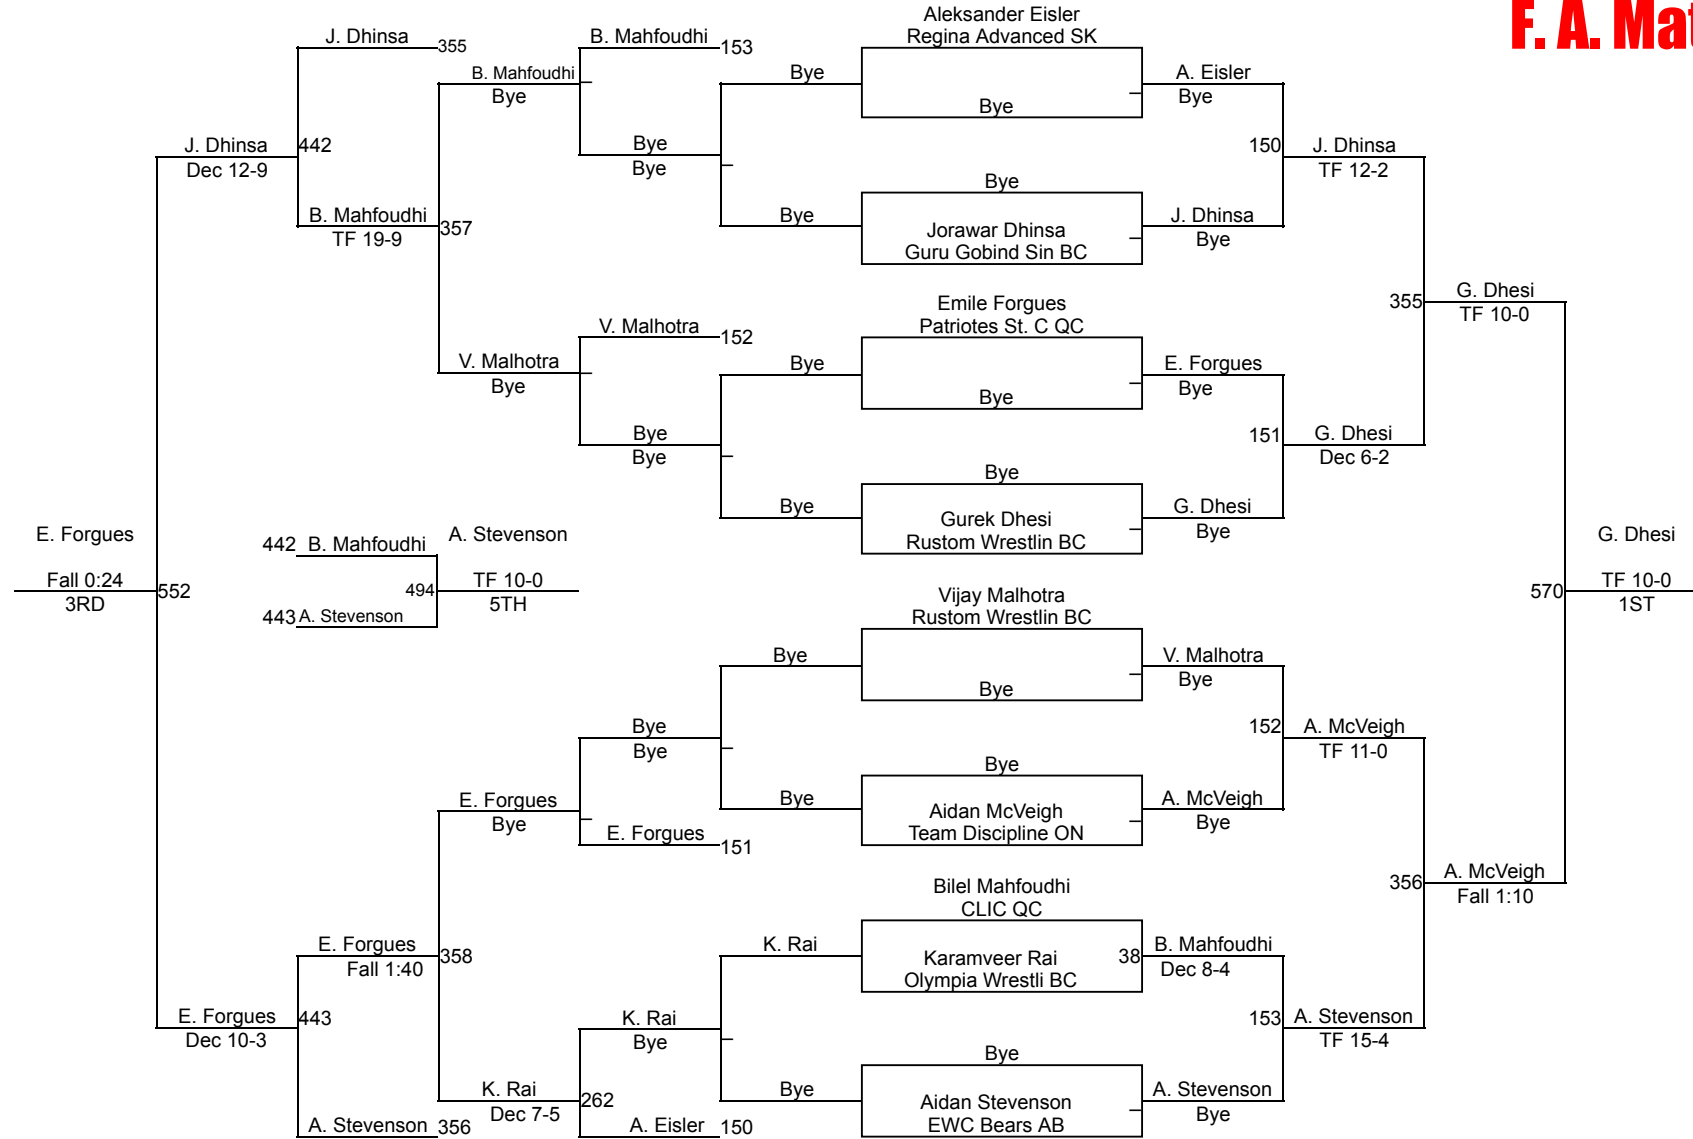 F. A. Mat
Aleksander Eisler
Regina Advanced SK
Bye
Bye
Jorawar Dhinsa
Guru Gobind Sin BC
Emile Forgues
Patriotes St. C QC
Bye
Bye
Gurek Dhesi
Rustom Wrestlin BC
Vijay Malhotra
Rustom Wrestlin BC
Bye
Bye
Aidan McVeigh
Team Discipline ON
Bilel Mahfoudhi
CLIC QC
Karamveer Rai
Olympia Wrestli BC
38
Bye
Aidan Stevenson
EWC Bears AB
A. Eisler
Bye
J. Dhinsa
Bye
E. Forgues
Bye
G. Dhesi
Bye
V. Malhotra
Bye
A. McVeigh
Bye
B. Mahfoudhi
Dec 8-4
A. Stevenson
Bye
150
J. Dhinsa
TF 12-2
151
G. Dhesi
Dec 6-2
152
A. McVeigh
TF 11-0
153
A. Stevenson
TF 15-4
355
G. Dhesi
TF 10-0
356
A. McVeigh
Fall 1:10
570
G. Dhesi
TF 10-0
1ST
Bye
Bye
Bye
Bye
Bye
Bye
K. Rai
Bye
B. Mahfoudhi
153
Bye
Bye
V. Malhotra
152
Bye
Bye
Bye
Bye
E. Forgues
151
K. Rai
Bye
A. Eisler
150
B. Mahfoudhi
Bye
V. Malhotra
Bye
E. Forgues
Bye
K. Rai
Dec 7-5
262
J. Dhinsa
355
B. Mahfoudhi
TF 19-9
357
E. Forgues
Fall 1:40
358
A. Stevenson
356
J. Dhinsa
Dec 12-9
442
E. Forgues
Dec 10-3
443
E. Forgues
Fall 0:24
3RD
552
442 B. Mahfoudhi
443 A. Stevenson
494
A. Stevenson
TF 10-0
5TH